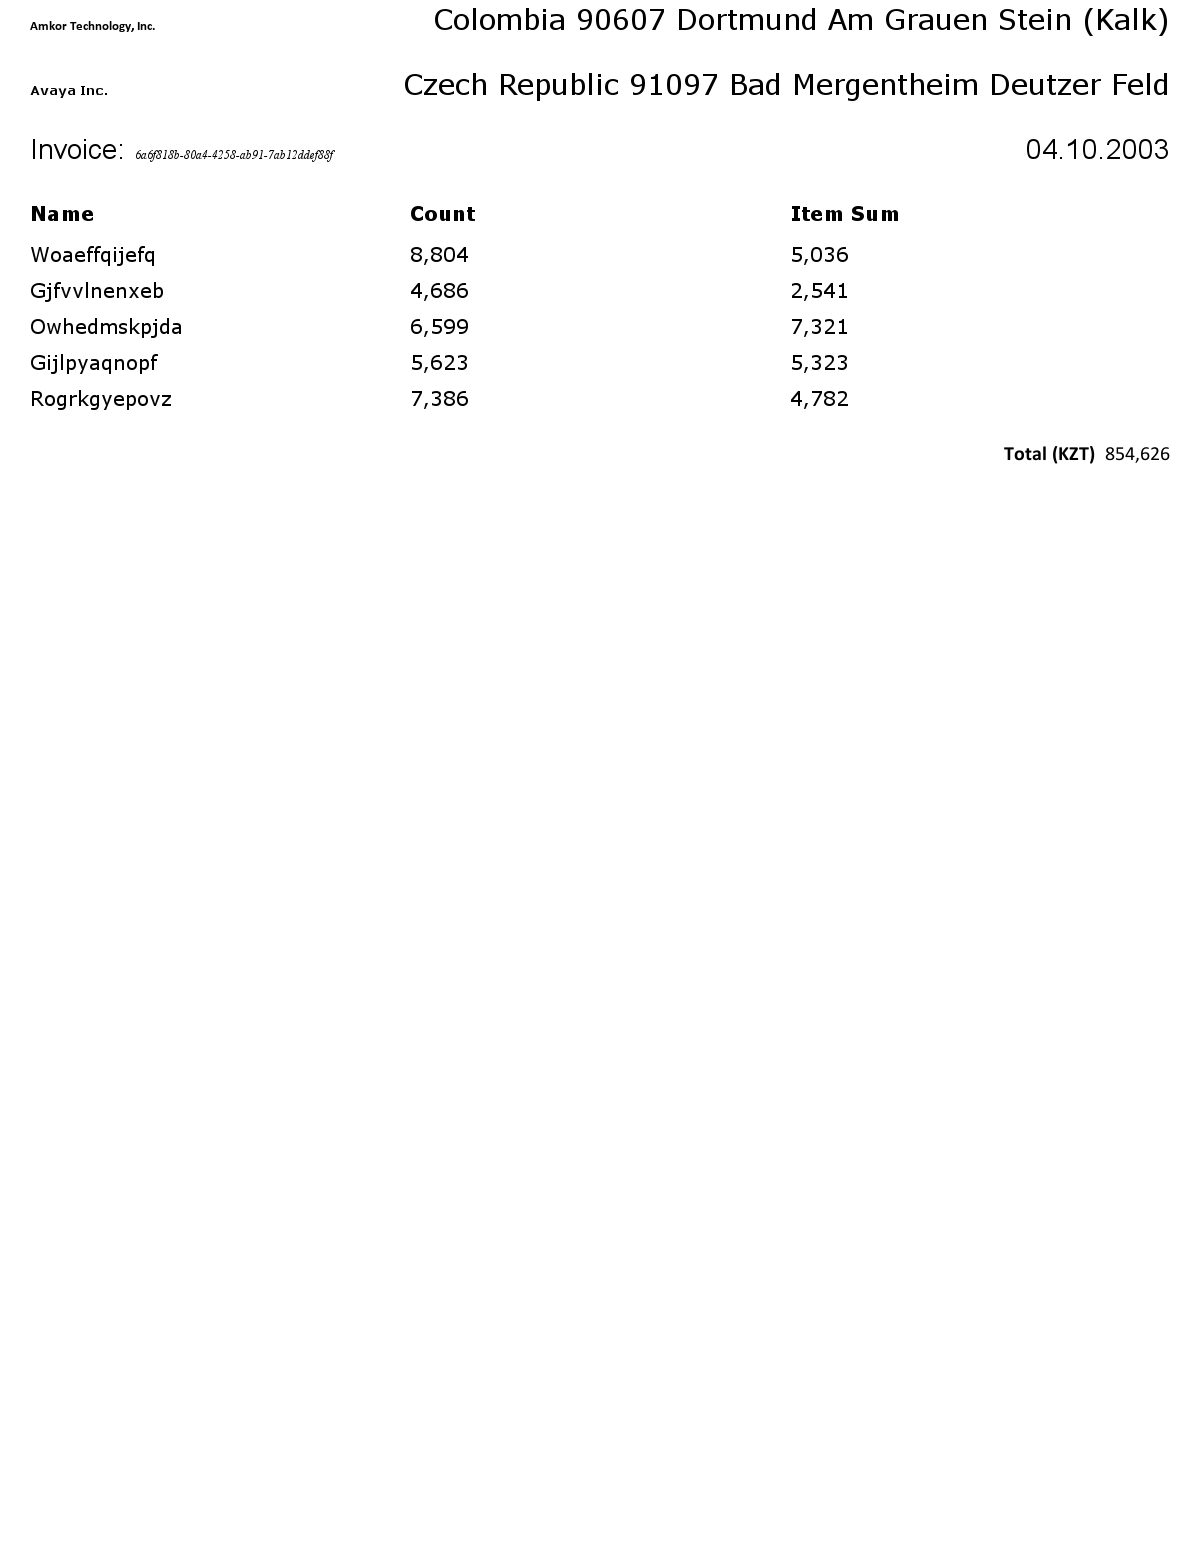 Amkor Technology, Inc. Colombia 90607 Dortmund Am Grauen Stein (Kalk)
Avaya Inc. Czech Republic 91097 Bad Mergentheim Deutzer Feld
Invoice: 6a6f818b-80a4-4258-ab91-7ab12ddef88f 04.10.2003
Name Count Item Sum
Woaeffqijefq 8,804 5,036
Gjfvvlnenxeb 4,686 2,541
Owhedmskpjda 6,599 7,321
Gijlpyaqnopf 5,623 5,323
Rogrkgyepovz 7,386 4,782
Total (KZT) 854,626